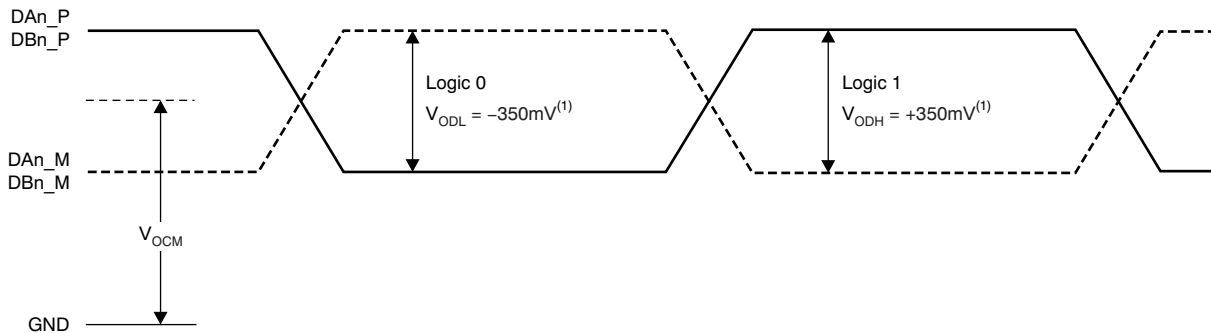 DAn_P
DBn_P
Logic 0
V_ODL = –350mV(1)
Logic 1
V_ODH = +350mV(1)
DAn_M
DBn_M
V_OCM
GND